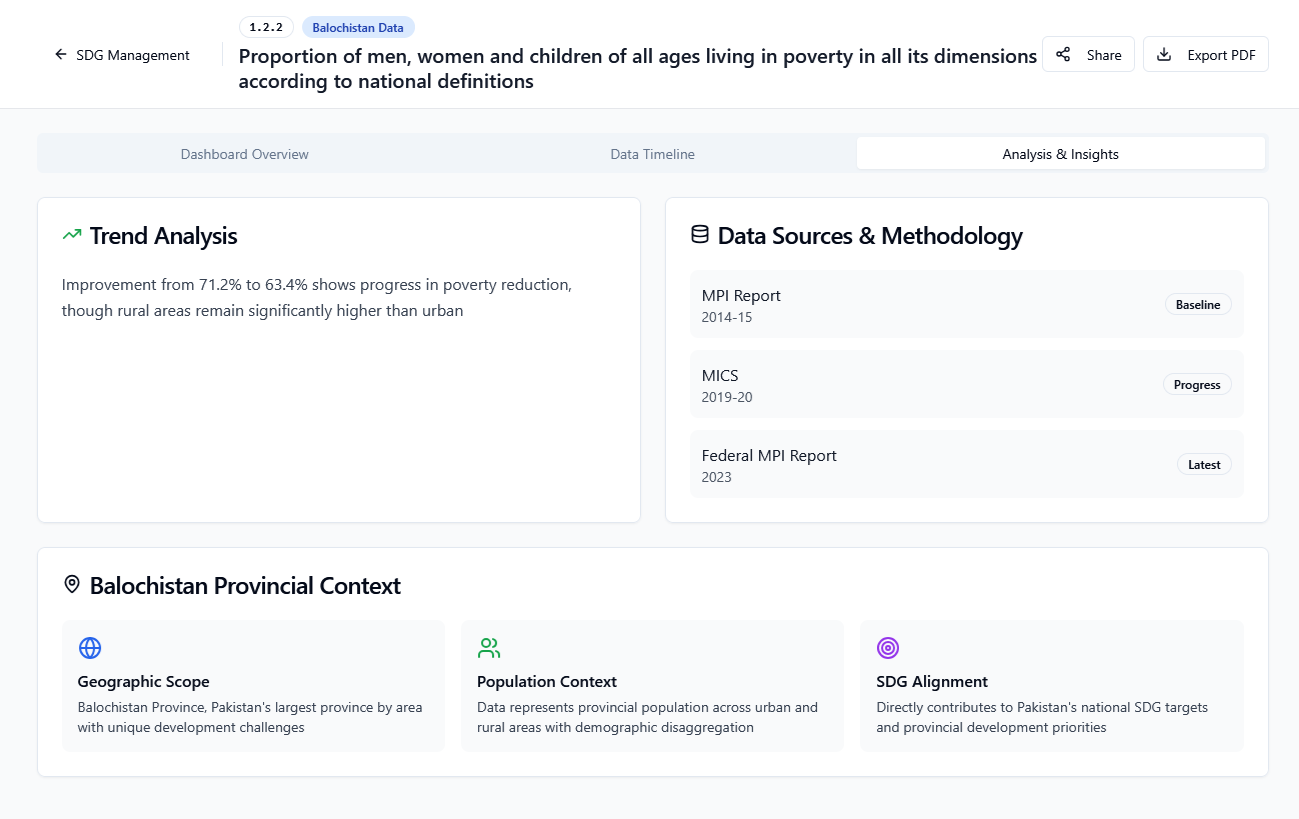 1.2.2
Balochistan Data
SDG Management
Proportion of men, women and children of all ages living in poverty in all its dimensions
according to national definitions
Share
Export PDF
Dashboard Overview
Data Timeline
Analysis & Insights
Trend Analysis
Improvement from 71.2% to 63.4% shows progress in poverty reduction,
though rural areas remain significantly higher than urban
Data Sources & Methodology
MPI Report
2014-15
Baseline
MICS
2019-20
Progress
Federal MPI Report
2023
Latest
Balochistan Provincial Context
Geographic Scope
Balochistan Province, Pakistan's largest province by area
with unique development challenges
Population Context
Data represents provincial population across urban and
rural areas with demographic disaggregation
SDG Alignment
Directly contributes to Pakistan's national SDG targets
and provincial development priorities